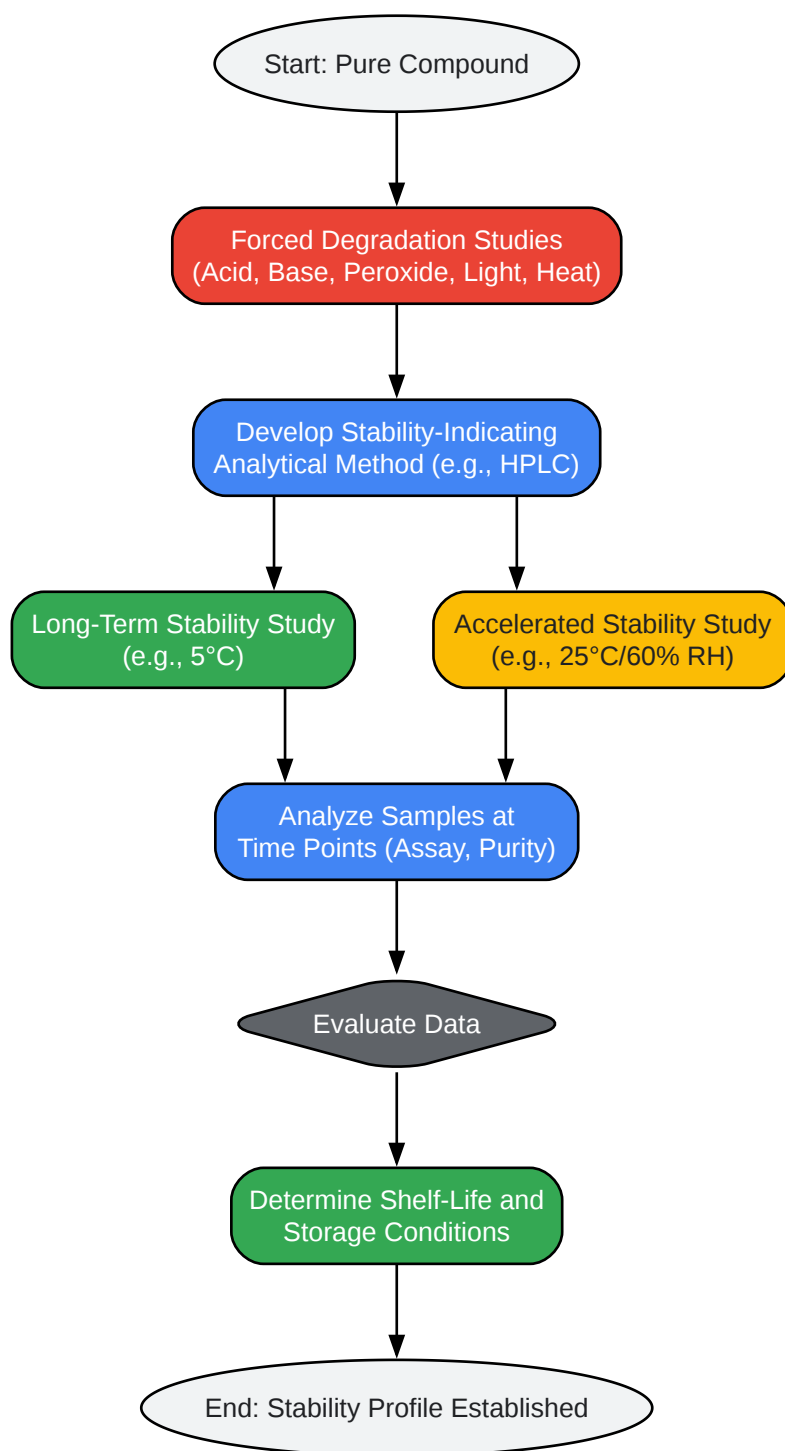 Start: Pure Compound
Forced Degradation Studies
(Acid, Base, Peroxide, Light, Heat)
Develop Stability-Indicating
Analytical Method (e.g., HPLC)
Long-Term Stability Study
(e.g., 5°C)
Accelerated Stability Study
(e.g., 25°C/60% RH)
Analyze Samples at
Time Points (Assay, Purity)
Evaluate Data
Determine Shelf-Life and
Storage Conditions
End: Stability Profile Established